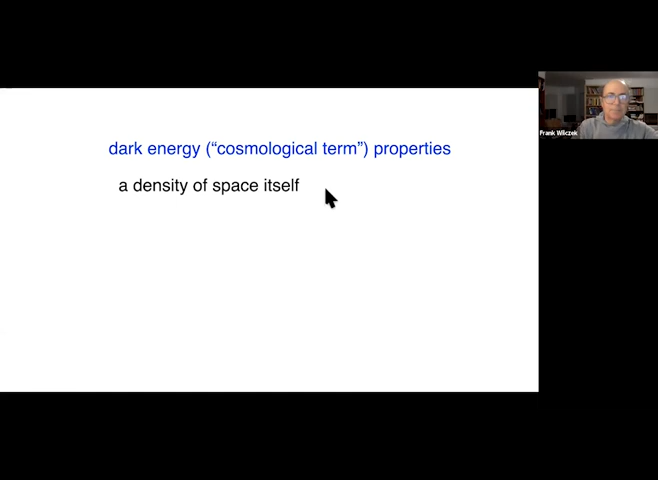 dark energy (“cosmological term”) properties
a density of space itself
Frank Wilczek